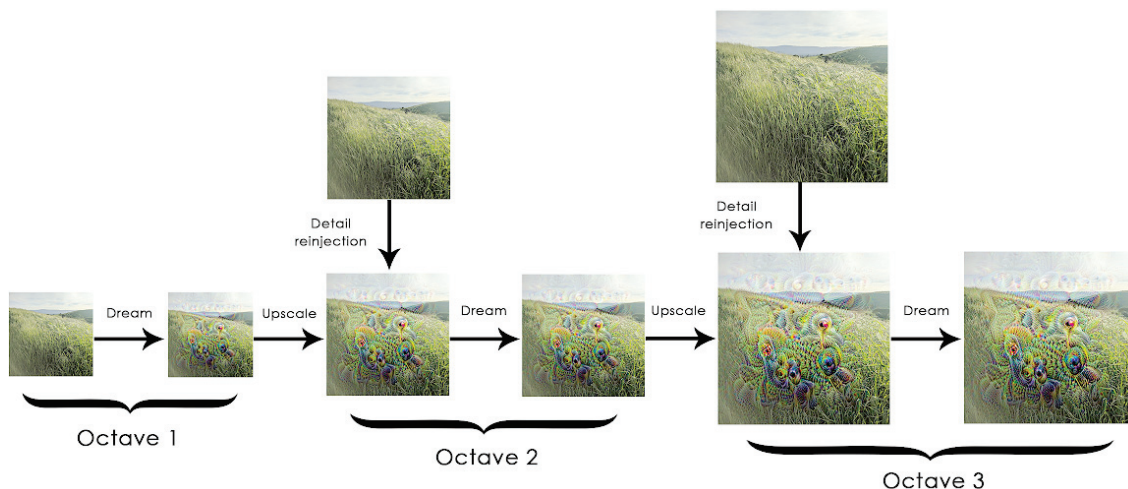 Detail
reinjection
Detail
reinjection
Dream
Upscale
Dream
Upscale
Dream
Octave 1
Octave 2
Octave 3